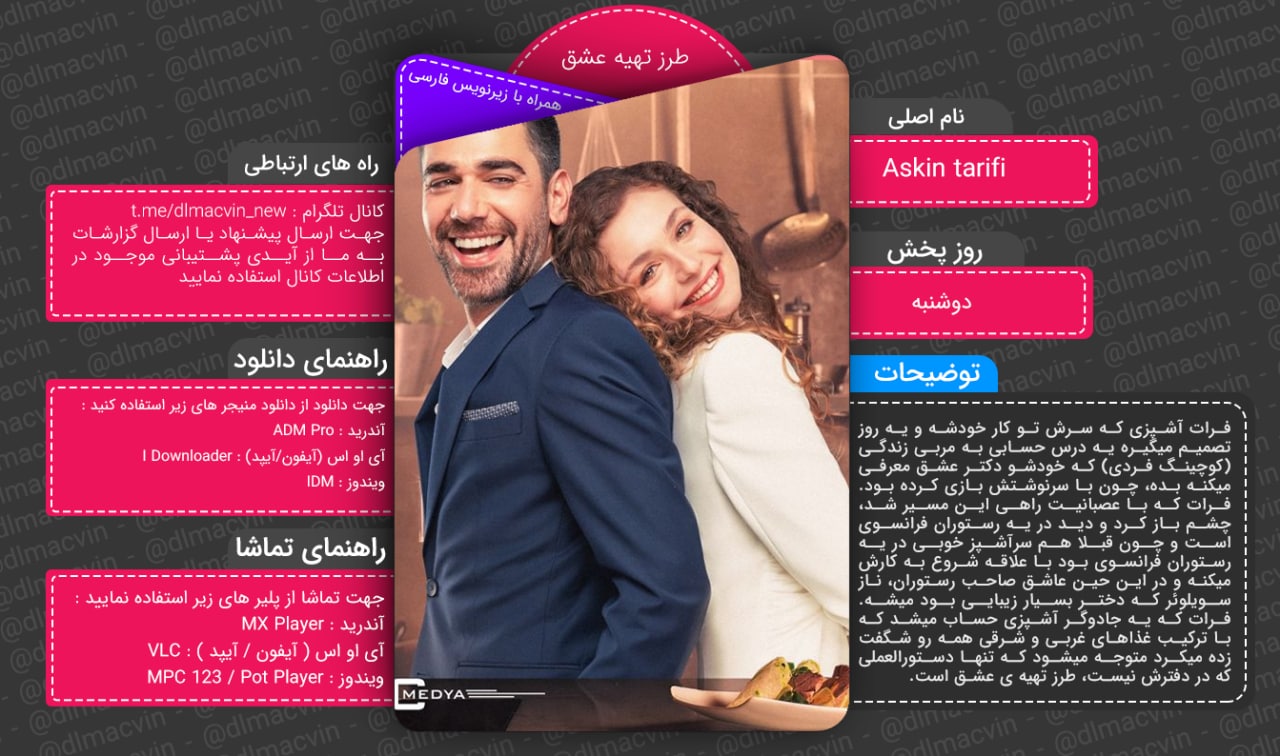 طرز تهیه عشق
همراه با زیرنویس فارسی
نام اصلی
Askin tarifi
روز پخش
دوشنبه
توضیحات
فرات آشپزی که سرش تو کار خودشه و یه روز
تصمیم میگیره یه درس حسابی به مربی زندگی
(کوچینگ فردی) که خودشو دکتر عشق معرفی
میکنه بده، چون با سرنوشتش بازی کرده بود.
فرات که با عصبانیت راهی این مسیر شد،
چشم باز کرد و دید در یه رستوران فرانسوی
است و چون قبلا هم سرآشپز خوبی در یه
رستوران فرانسوی بود با علاقه شروع به کارش
میکنه و در این حین عاشق صاحب رستوران، ناز
سویلوئر که دختر بسیار زیبایی بود میشه.
فرات که یه جادوگر آشپزی حساب میشد که
با ترکیب غذاهای غربی و شرقی همه رو شگفت
زده میکرد متوجه میشود که تنها دستورالعملی
که در دفترش نیست، طرز تهیه ی عشق است.
راه های ارتباطی
کانال تلگرام : t.me/dlmacvin_new
جهت ارسال پیشنهاد یا ارسال گزارشات
به ما از آیدی پشتیبانی موجود در
اطلاعات کانال استفاده نمایید
راهنمای دانلود
جهت دانلود از دانلود منیجر های زیر استفاده کنید :
آندرید : ADM Pro
آی او اس (آیفون/آیپد) : I Downloader
ویندوز : IDM
راهنمای تماشا
جهت تماشا از پلیر های زیر استفاده نمایید :
آندرید : MX Player
آی او اس ( آیفون / آیپد ) : VLC
ویندوز : MPC 123 / Pot Player
MEDYA
@dlmacvin - @dlmacvin - @dlmacvin